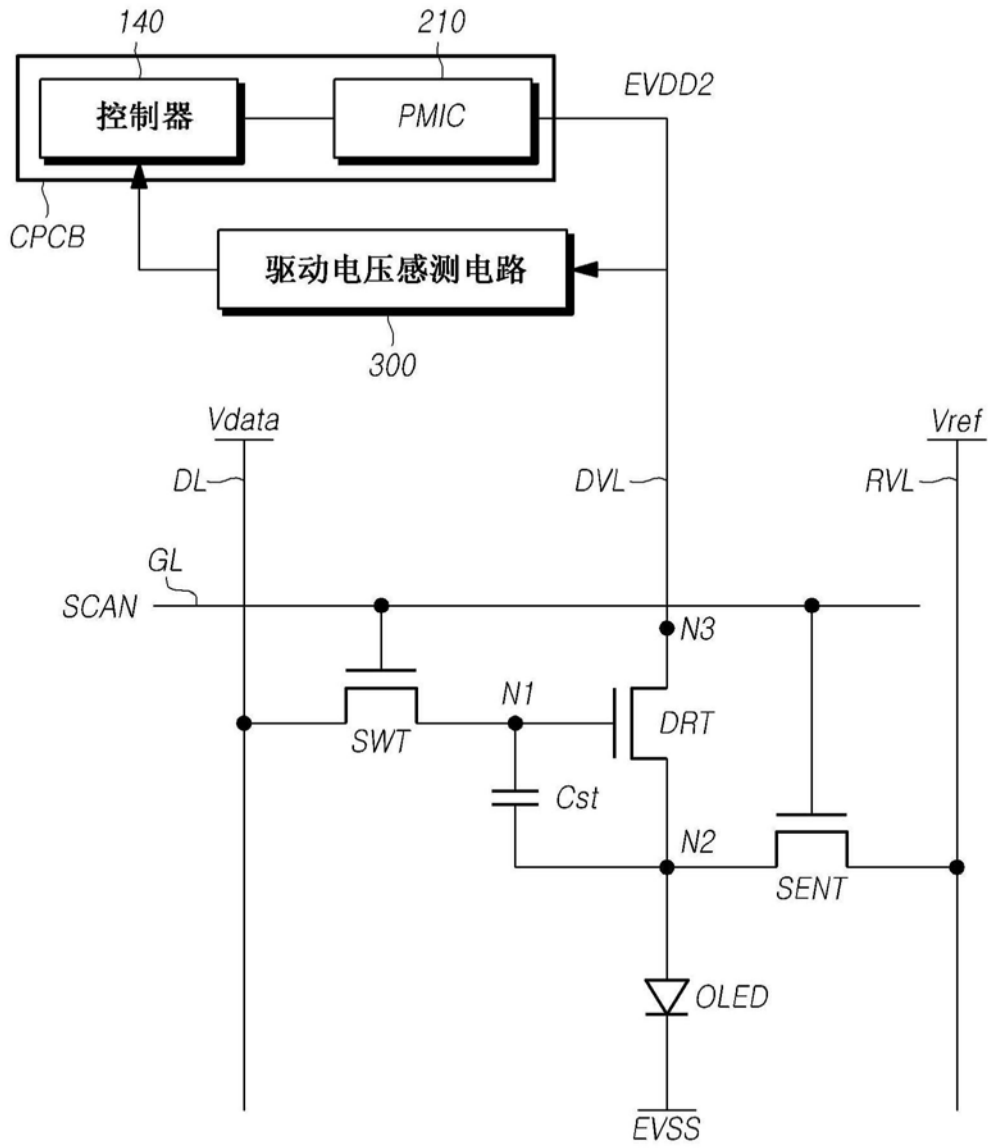 140
210
控制器
PMIC
EVDD2
CPCB
驱动电压感测电路
300
Vdata
Vref
DL
DVL
RVL
GL
SCAN
N3
N1
DRT
SWT
Cst
N2
SENT
OLED
EVSS